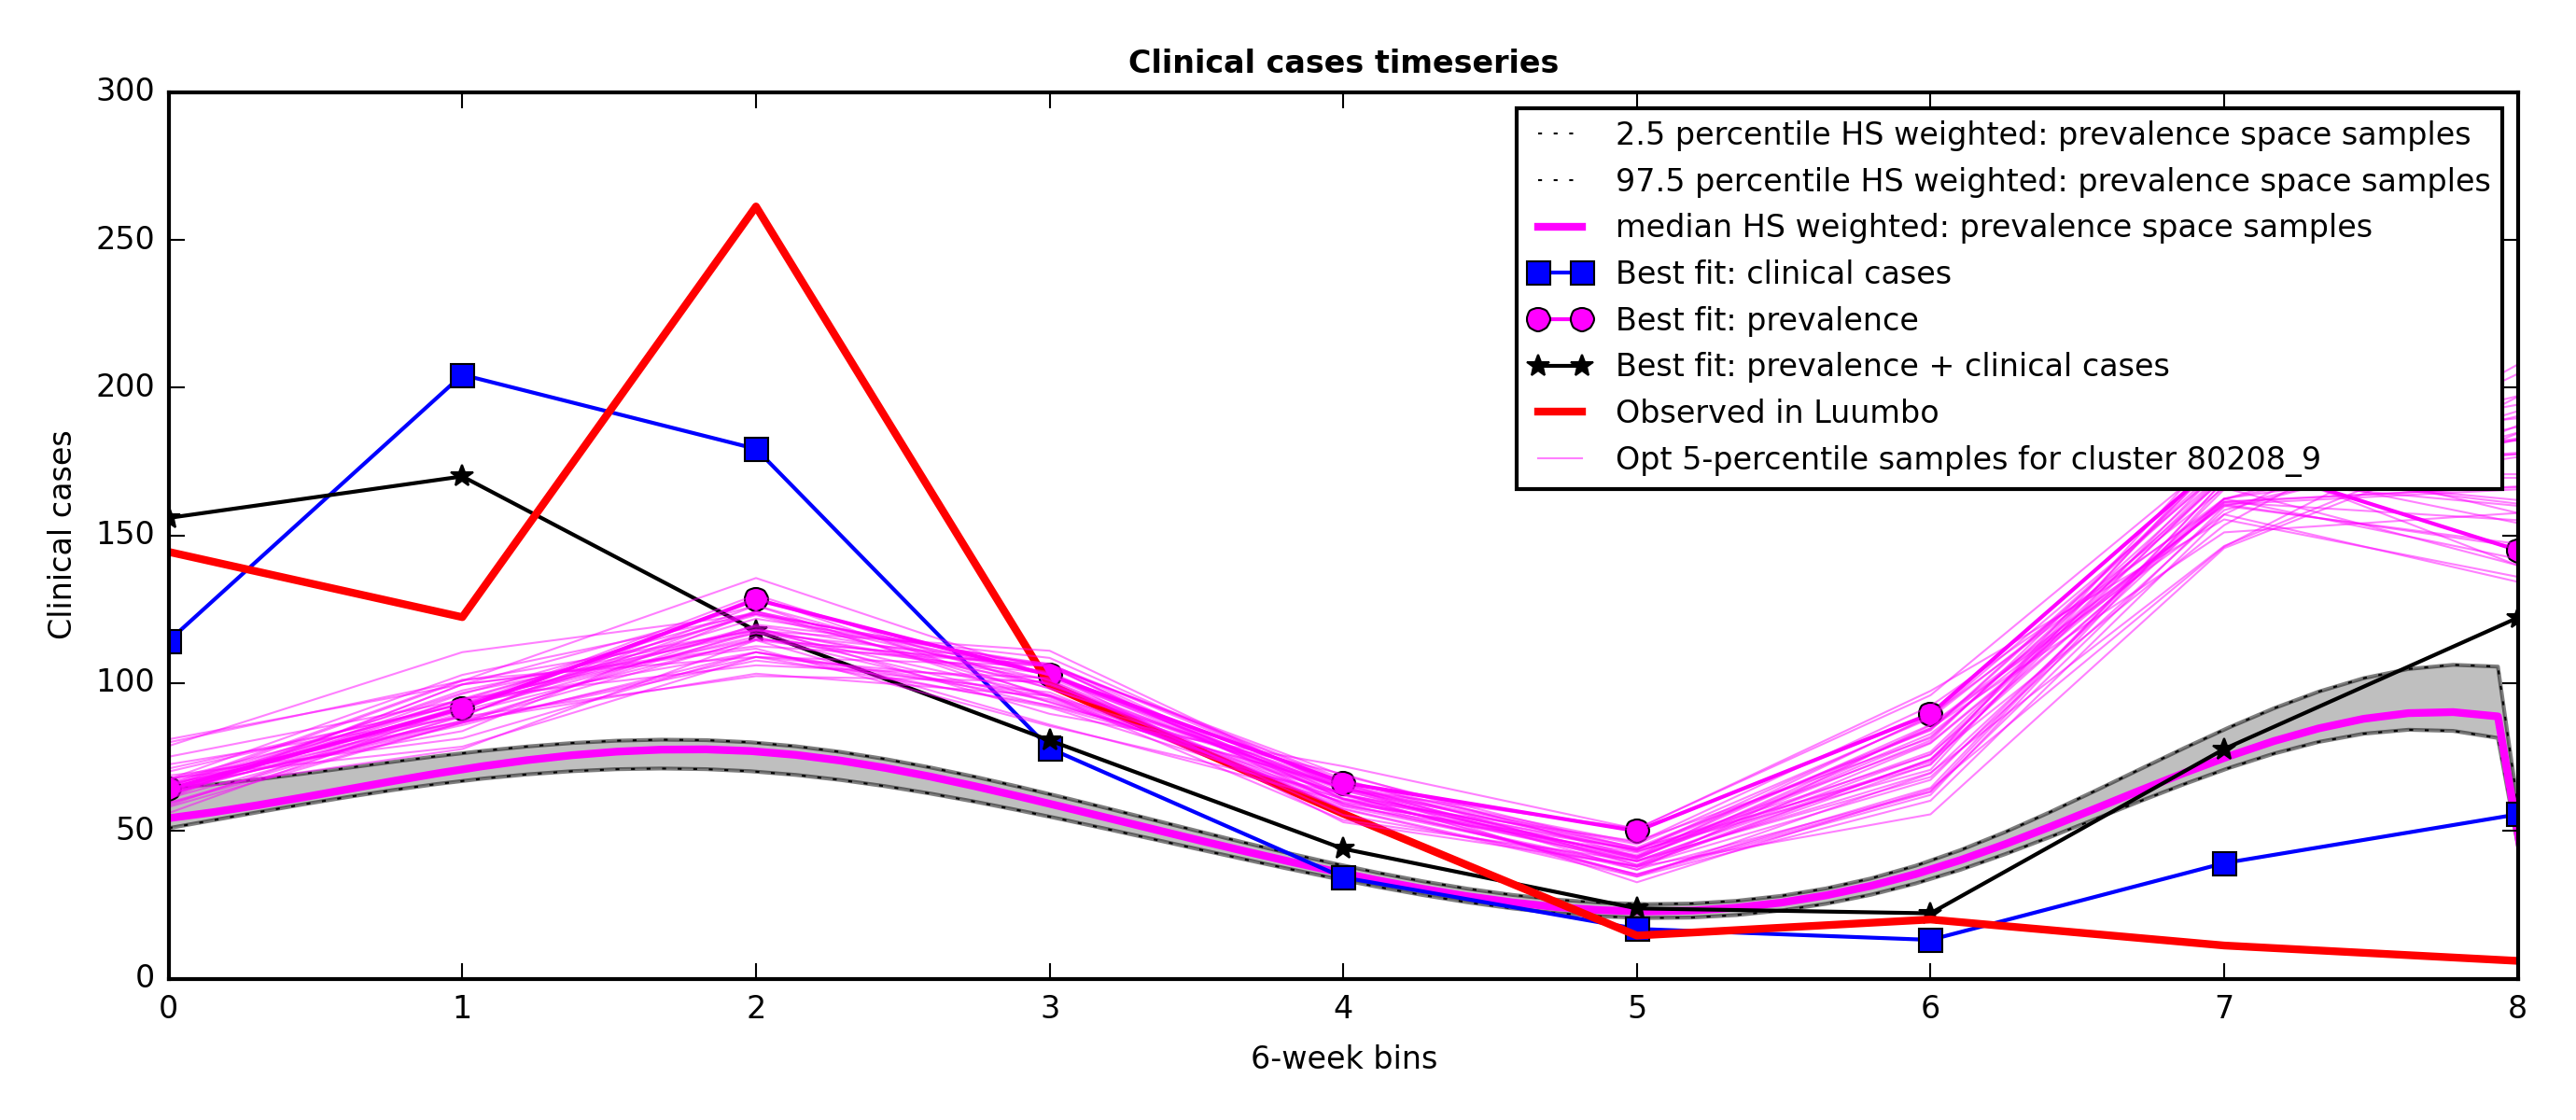 Clinical cases timeseries
300
250
200
150
100
50
0
Clinical cases
2.5 percentile HS weighted: prevalence space samples
97.5 percentile HS weighted: prevalence space samples
median HS weighted: prevalence space samples
Best fit: clinical cases
Best fit: prevalence
Best fit: prevalence + clinical cases
Observed in Luumbo
Opt 5-percentile samples for cluster 80208_9
0 1 2 3 4 5 6 7 8
6-week bins